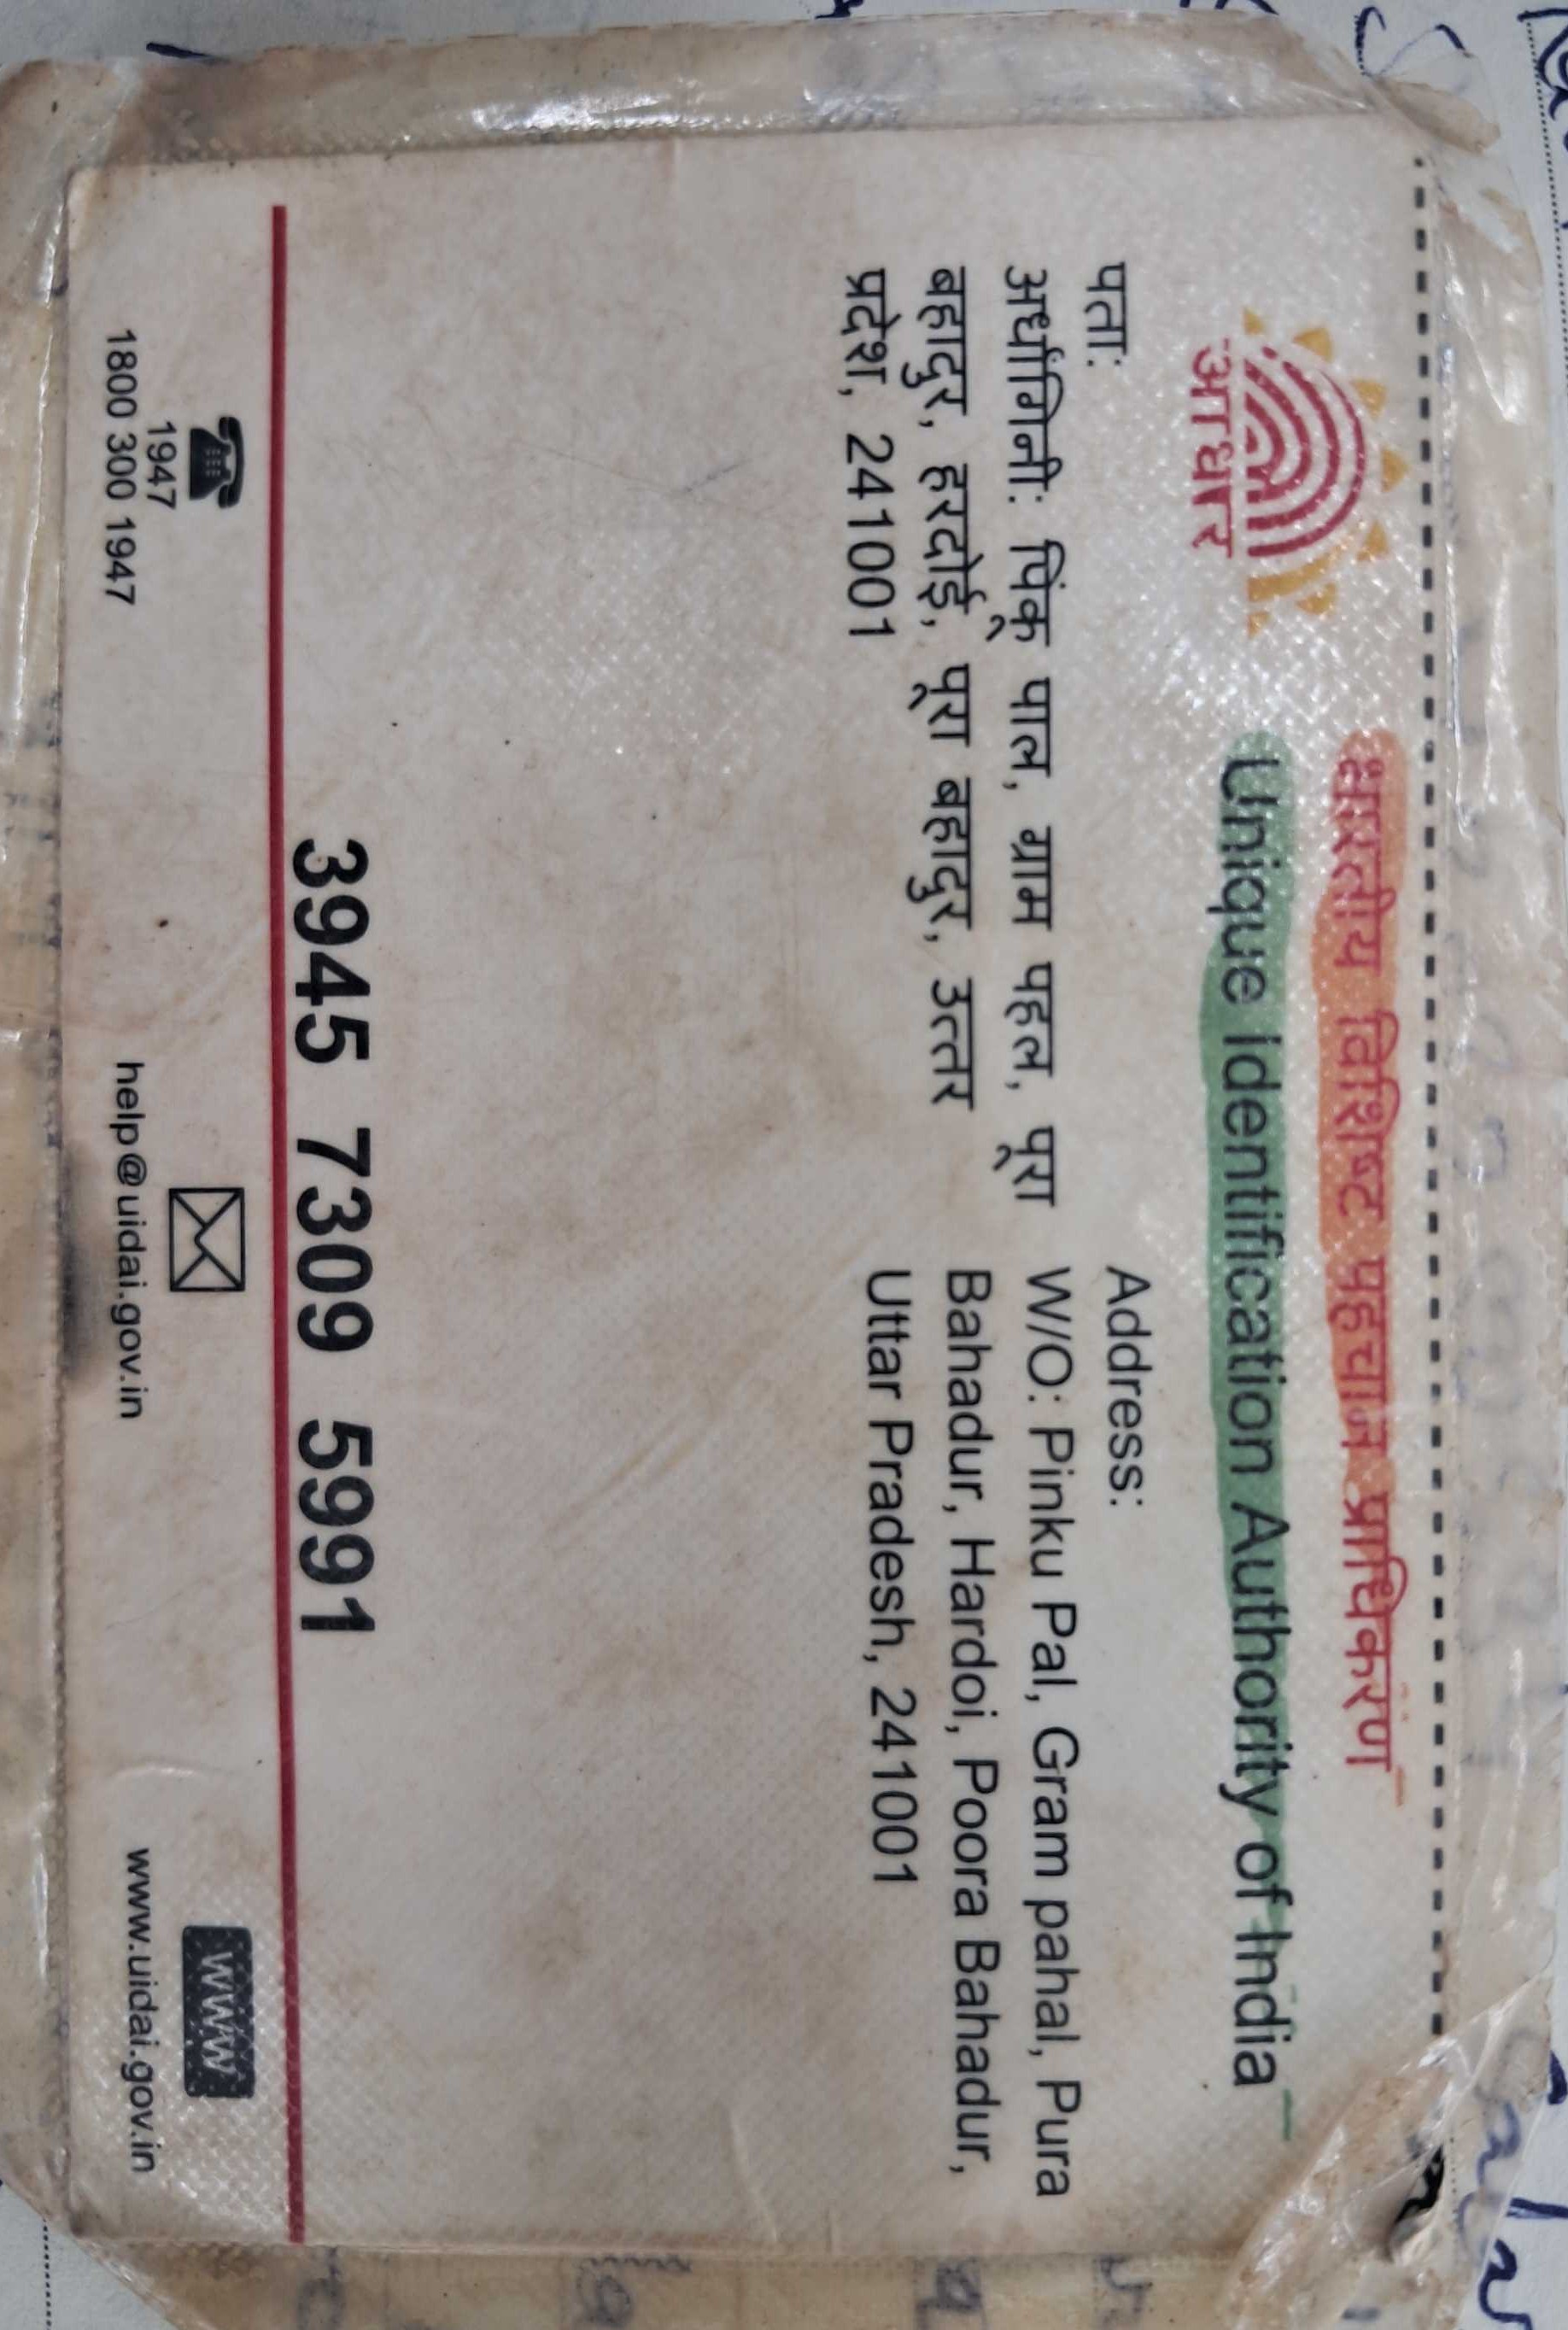 भारतीय विशिष्ट पहचान प्राधिकरण
Unique Identification Authority of India
आधार
पता:
अर्धांगिनी: पिंकू पाल, ग्राम पहल, पूरा
बहादुर, हरदोई, पूरा बहादुर, उत्तर
प्रदेश, 241001
Address:
W/O: Pinku Pal, Gram pahal, Pura
Bahadur, Hardoi, Poora Bahadur,
Uttar Pradesh, 241001
3945 7309 5991
1947
1800 300 1947
help@uidai.gov.in
www
www.uidai.gov.in